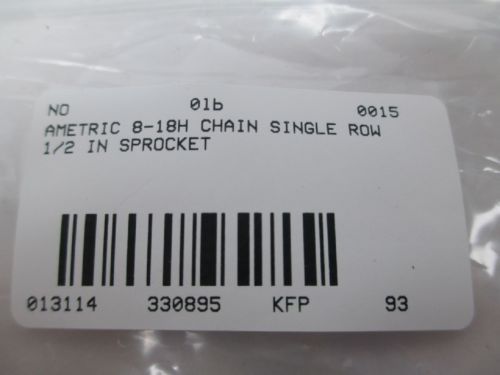 NO 01b 0015
AMETRIC 8-18H CHAIN SINGLE ROW
1/2 IN SPROCKET
013114 330895 KFP 93